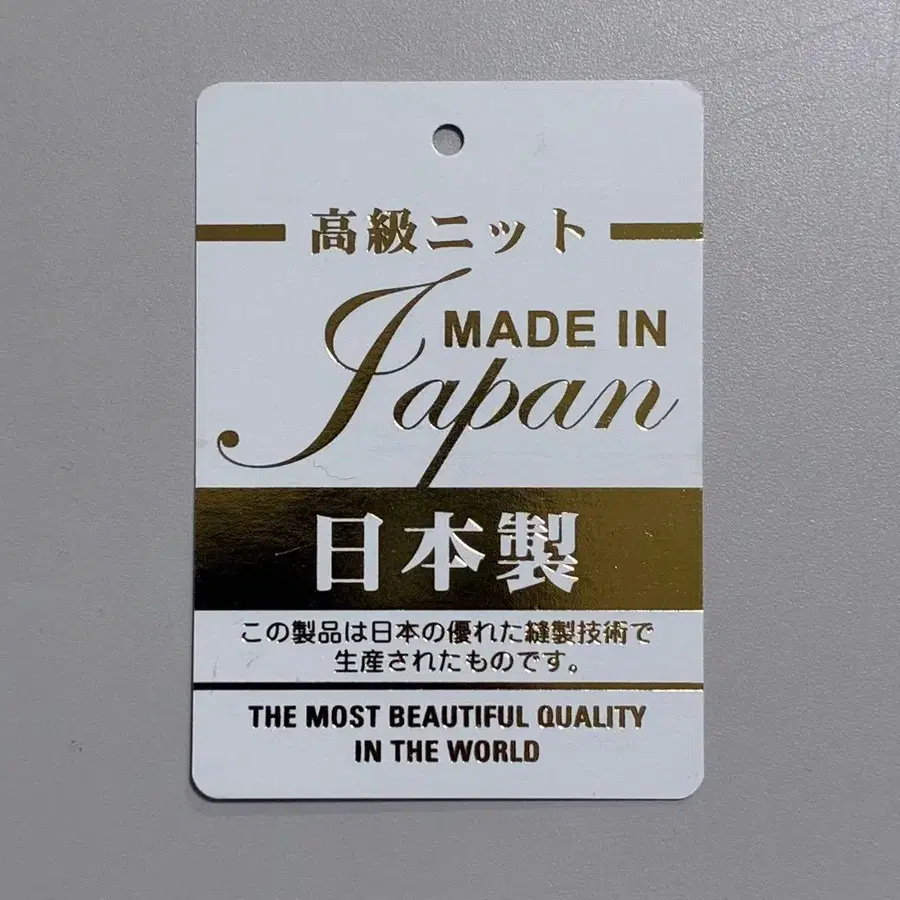 高級ニット
MADE IN
Japan
日本製
この製品は日本の優れた縫製技術で
生産されたものです。
THE MOST BEAUTIFUL QUALITY
IN THE WORLD